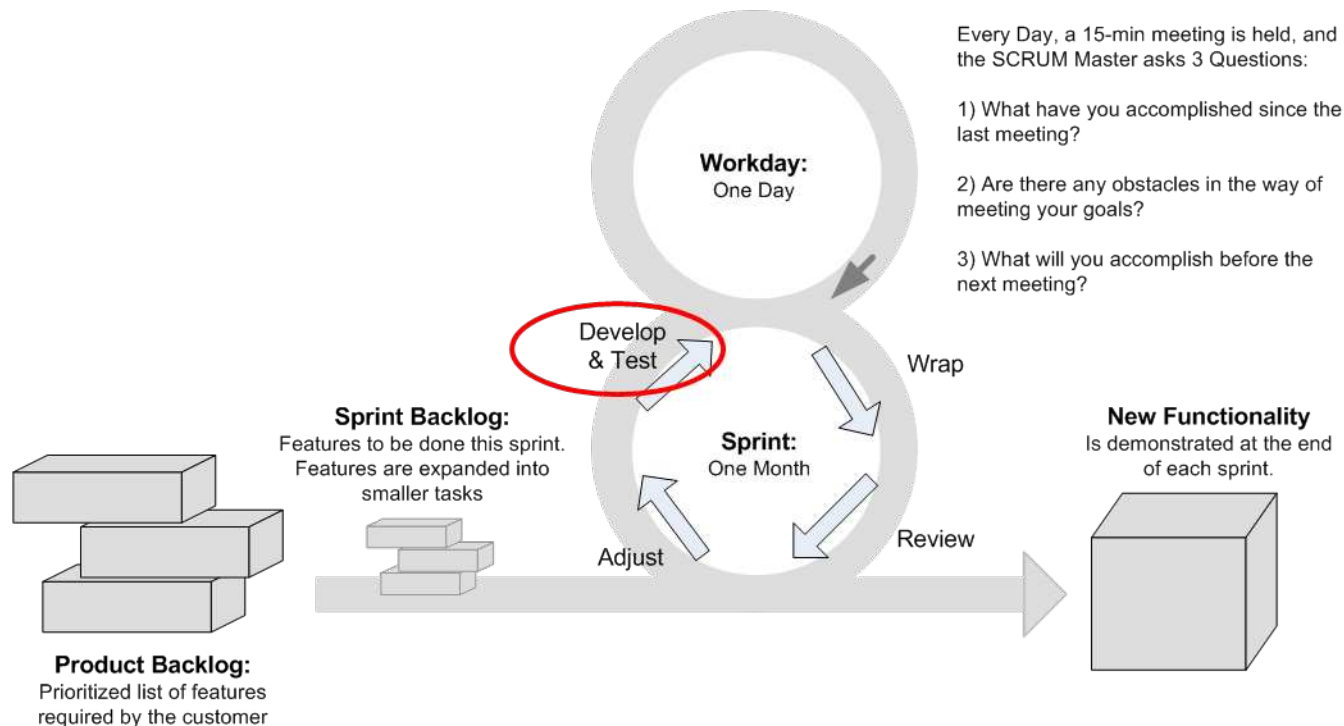 Every Day, a 15-min meeting is held, and
the SCRUM Master asks 3 Questions:
1) What have you accomplished since the
last meeting?
2) Are there any obstacles in the way of
meeting your goals?
3) What will you accomplish before the
next meeting?
Workday:
One Day
Develop
& Test
Wrap
Sprint Backlog:
Features to be done this sprint.
Features are expanded into
smaller tasks
Sprint:
One Month
New Functionality
Is demonstrated at the end
of each sprint.
Adjust
Review
Product Backlog:
Prioritized list of features
required by the customer